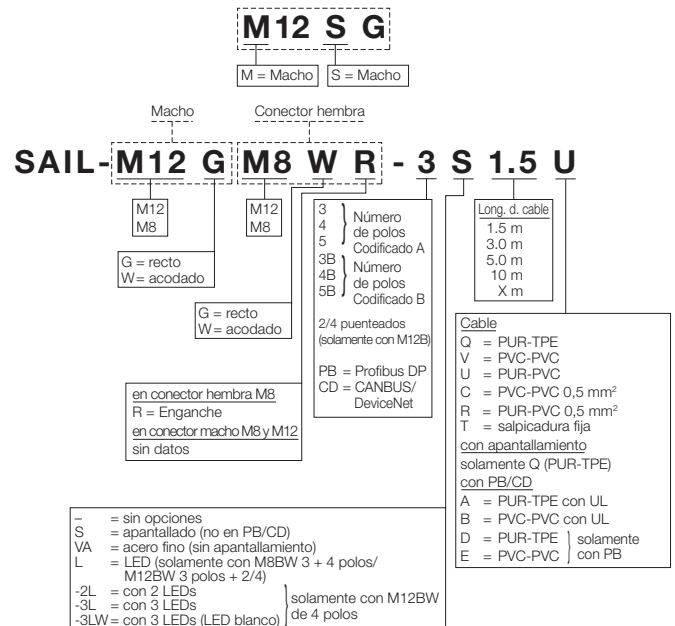 M12 S G
M = Macho
S = Macho
Macho
Conector hembra
SAIL-M12 G M8 W R - 3 S 1.5 U
M12
M8
G = recto
W = acodado
M12
M8
G = recto
W = acodado
en conector hembra M8
R = Enganche
en conector macho M8 y M12
sin datos
3
4
5
Número
de polos
Codificado A
3B
4B
5B
Número
de polos
Codificado B
2/4 puenteados
(solamente con M12B)
PB = Profibus DP
CD = CANBUS/
DeviceNet
Long. d. cable
1.5 m
3.0 m
5.0 m
10 m
X m
Cable
Q = PUR-TPE
V = PVC-PVC
U = PUR-PVC
C = PVC-PVC 0,5 mm²
R = PUR-PVC 0,5 mm²
T = salpicadura fija
con apantallamiento
solamente Q (PUR-TPE)
con PB/CD
A = PUR-TPE con UL
B = PVC-PVC con UL
D = PUR-TPE
E = PVC-PVC
solamente
con PB
– = sin opciones
S = apantallado (no en PB/CD)
VA = acero fino (sin apantallamiento)
L = LED (solamente con M8BW 3 + 4 polos/
M12BW 3 polos + 2/4)
-2L = con 2 LEDs
-3L = con 3 LEDs
-3LW = con 3 LEDs (LED blanco)
solamente con M12BW
de 4 polos